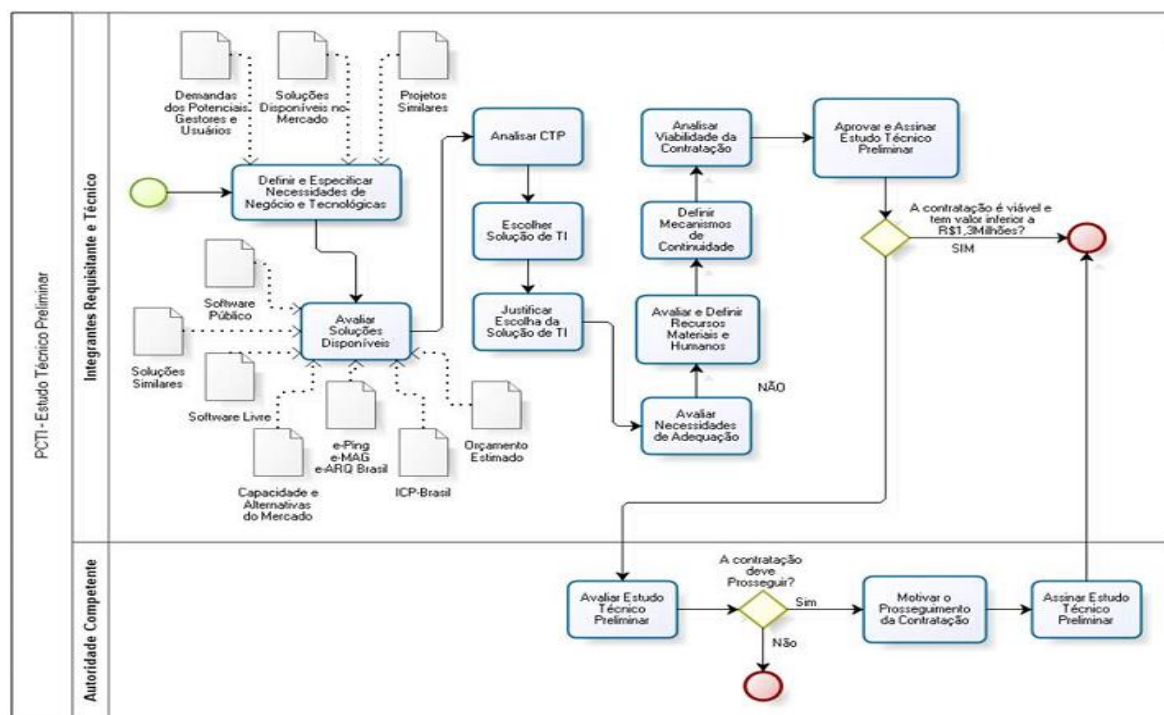 PCTI - Estudo Técnico Preliminar
Integrantes Requisitante e Técnico
Demandas
dos Potenciais
Gestores e
Usuários
Soluções
Disponíveis no
Mercado
Projetos
Similares
Definir e Especificar
Necessidades de
Negócio e Tecnológicas
Software
Público
Soluções
Similares
Software Livre
Capacidade e
Alternativas
do Mercado
e-Ping
e-MAG
e-ARQ Brasil
ICP-Brasil
Orçamento
Estimado
Avaliar
Soluções
Disponíveis
Analisar CTP
Escolher
Solução de TI
Justificar
Escolha da
Solução de TI
Avaliar
Necessidades
de Adequação
NÃO
Avaliar e Definir
Recursos
Materiais e
Humanos
Definir
Mecanismos
de
Continuidade
Analisar
Viabilidade da
Contratação
Aprovar e Assinar
Estudo Técnico
Preliminar
A contratação é viável e
tem valor inferior a
R$1,3Milhões?
SIM
Autoridade Competente
Avaliar Estudo
Técnico
Preliminar
A contratação
deve
Prosseguir?
Sim
Não
Motivar o
Prosseguimento
da Contratação
Assinar Estudo
Técnico
Preliminar